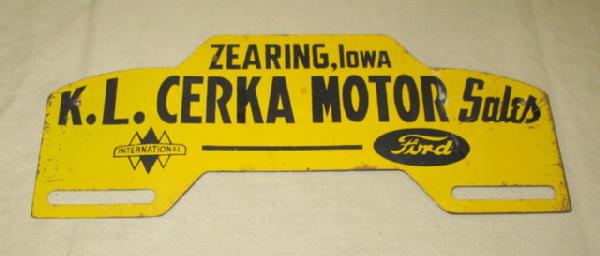 ZEARING, Iowa
K.L. CERKA MOTOR Sales
INTERNATIONAL Ford